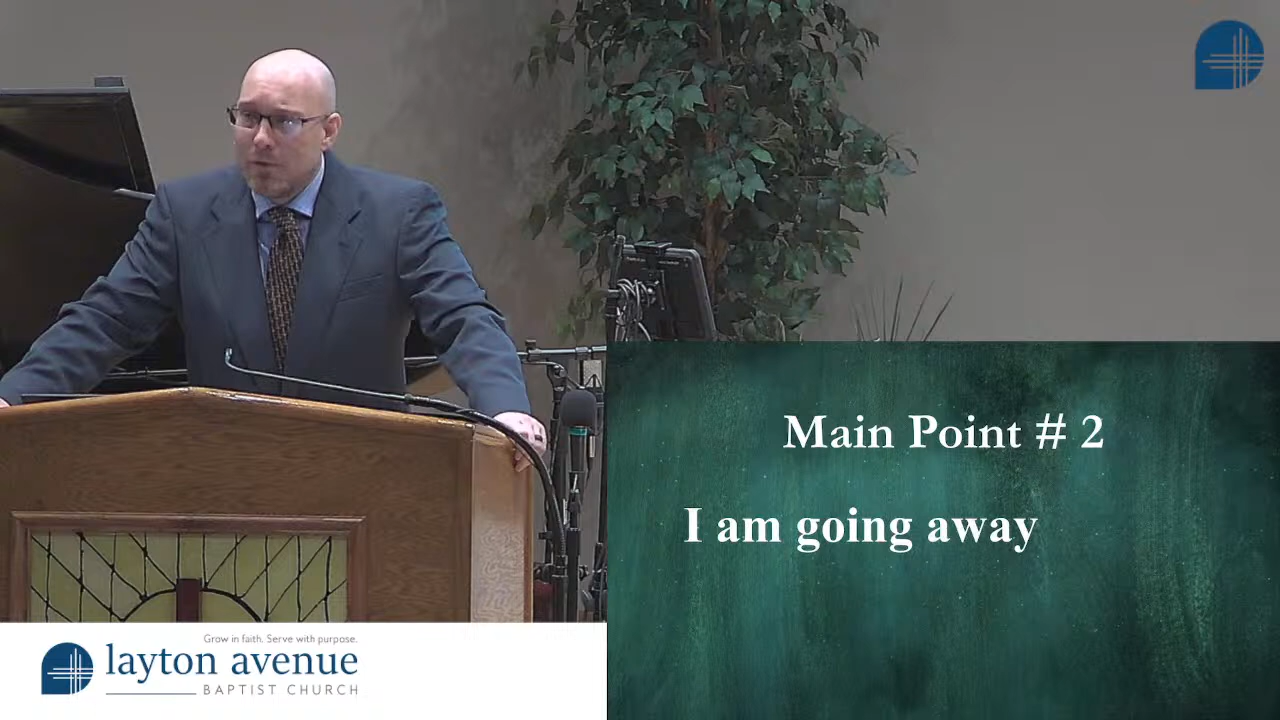 Main Point # 2
I am going away
Grow in faith. Serve with purpose.
layton avenue
BAPTIST CHURCH